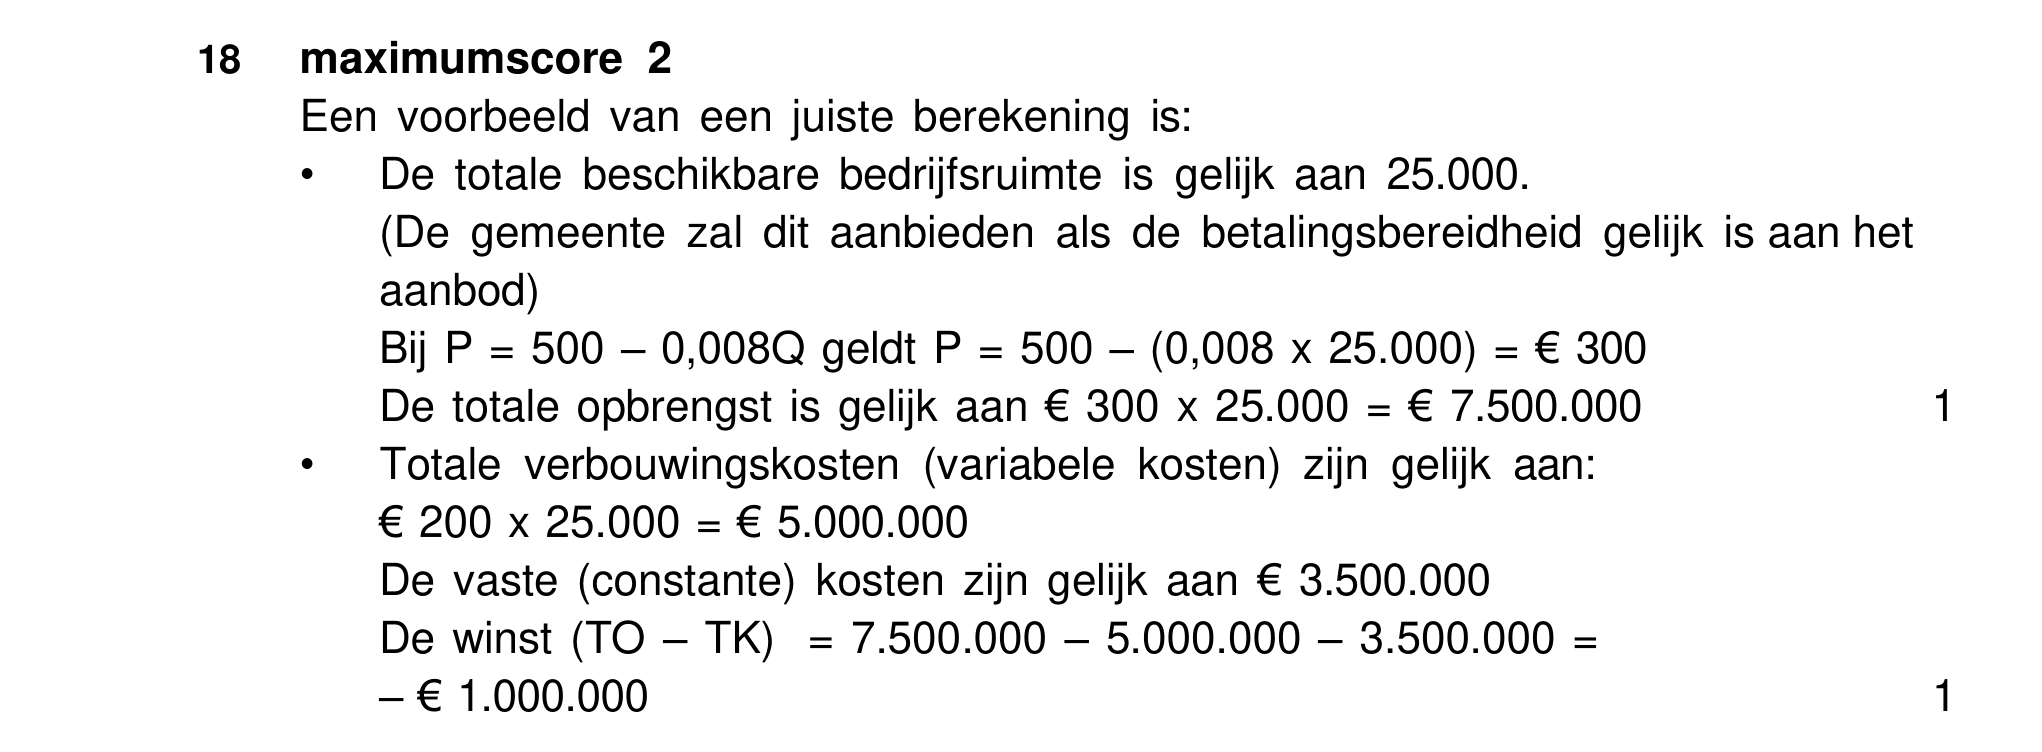 18 maximumscore 2
Een voorbeeld van een juiste berekening is:
• De totale beschikbare bedrijfsruimte is gelijk aan 25.000.
(De gemeente zal dit aanbieden als de betalingsbereidheid gelijk is aan het
aanbod)
Bij P = 500 – 0,008Q geldt P = 500 – (0,008 x 25.000) = € 300
De totale opbrengst is gelijk aan € 300 x 25.000 = € 7.500.000 1
• Totale verbouwingskosten (variabele kosten) zijn gelijk aan:
€ 200 x 25.000 = € 5.000.000
De vaste (constante) kosten zijn gelijk aan € 3.500.000
De winst (TO – TK) = 7.500.000 – 5.000.000 – 3.500.000 =
– € 1.000.000 1